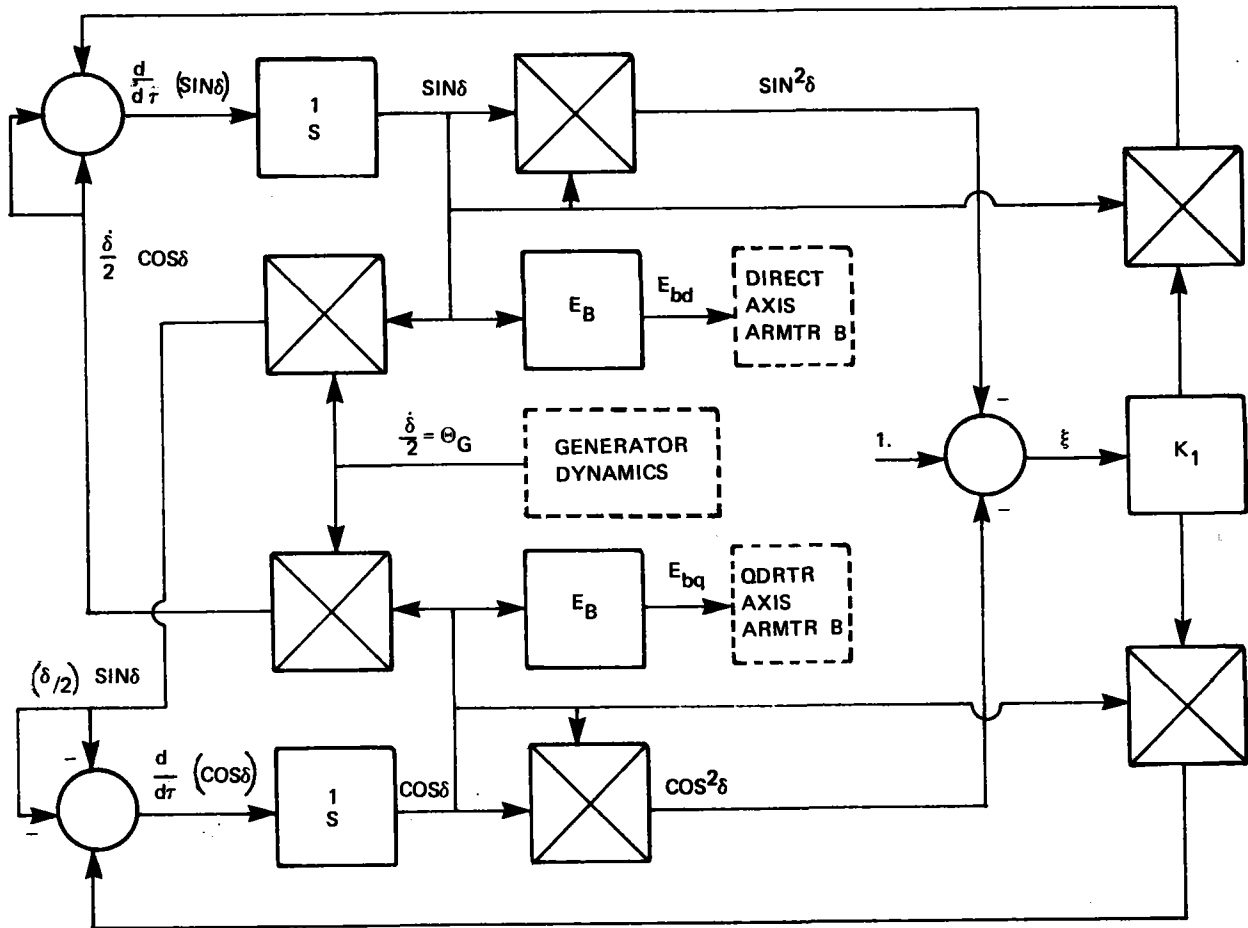 d/dτ (SINδ)
1
S
SINδ
SIN²δ
δ̇/2 COSδ
E_B
E_bd
DIRECT
AXIS
ARMTR B
δ̇/2 = Θ_G
GENERATOR
DYNAMICS
1.
-
ξ
K₁
-
E_B
E_bq
QDRTR
AXIS
ARMTR B
(δ̇/2) SINδ
-
-
d/dτ (COSδ)
1
S
COSδ
COS²δ